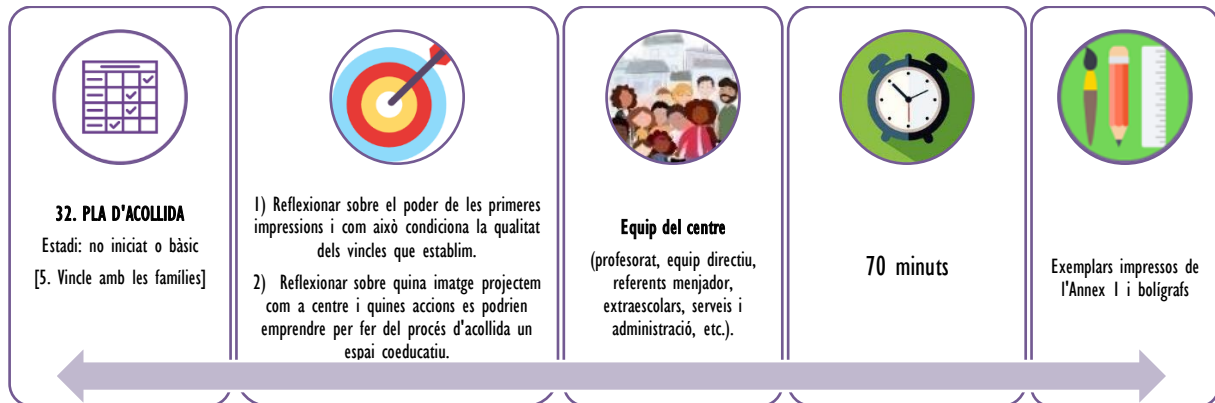 32. PLA D'ACOLLIDA
Estadi: no iniciat o bàsic
[5. Vincle amb les famílies]
1) Reflexionar sobre el poder de les primeres
impressions i com això condiciona la qualitat
dels vincles que establim.
2) Reflexionar sobre quina imatge projectem
com a centre i quines accions es podrien
emprendre per fer del procés d'acollida un
espai coeducatiu.
Equip del centre
(profesorat, equip directiu,
referents menjador,
extraescolars, serveis i
administració, etc.).
70 minuts
Exemplars impressos de
l'Annex 1 i bolígrafs